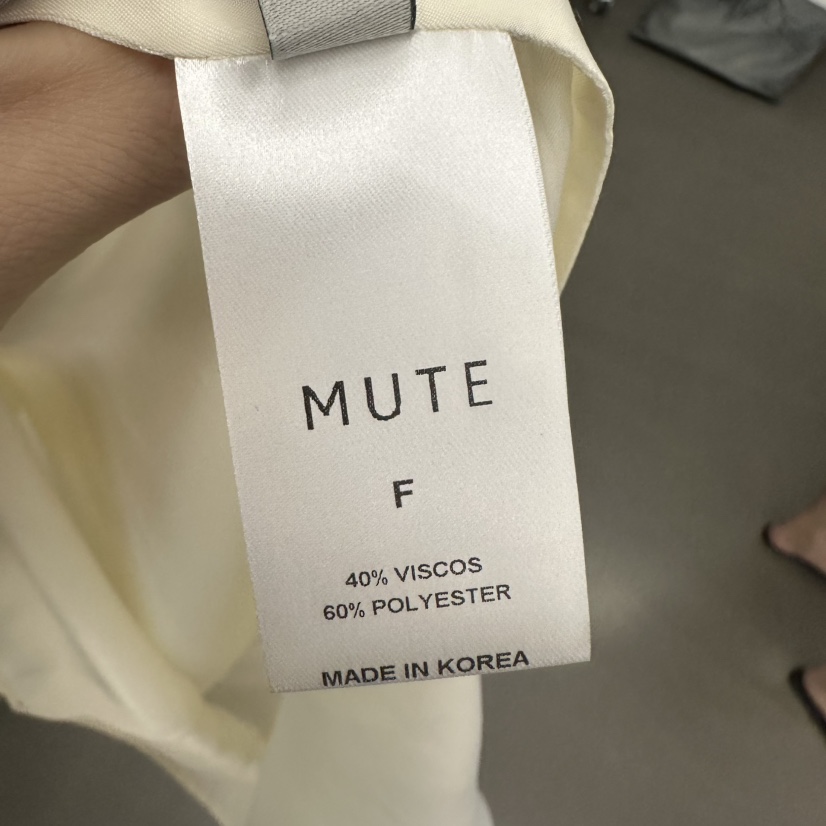 MUTE
F
40% VISCOS
60% POLYESTER
MADE IN KOREA